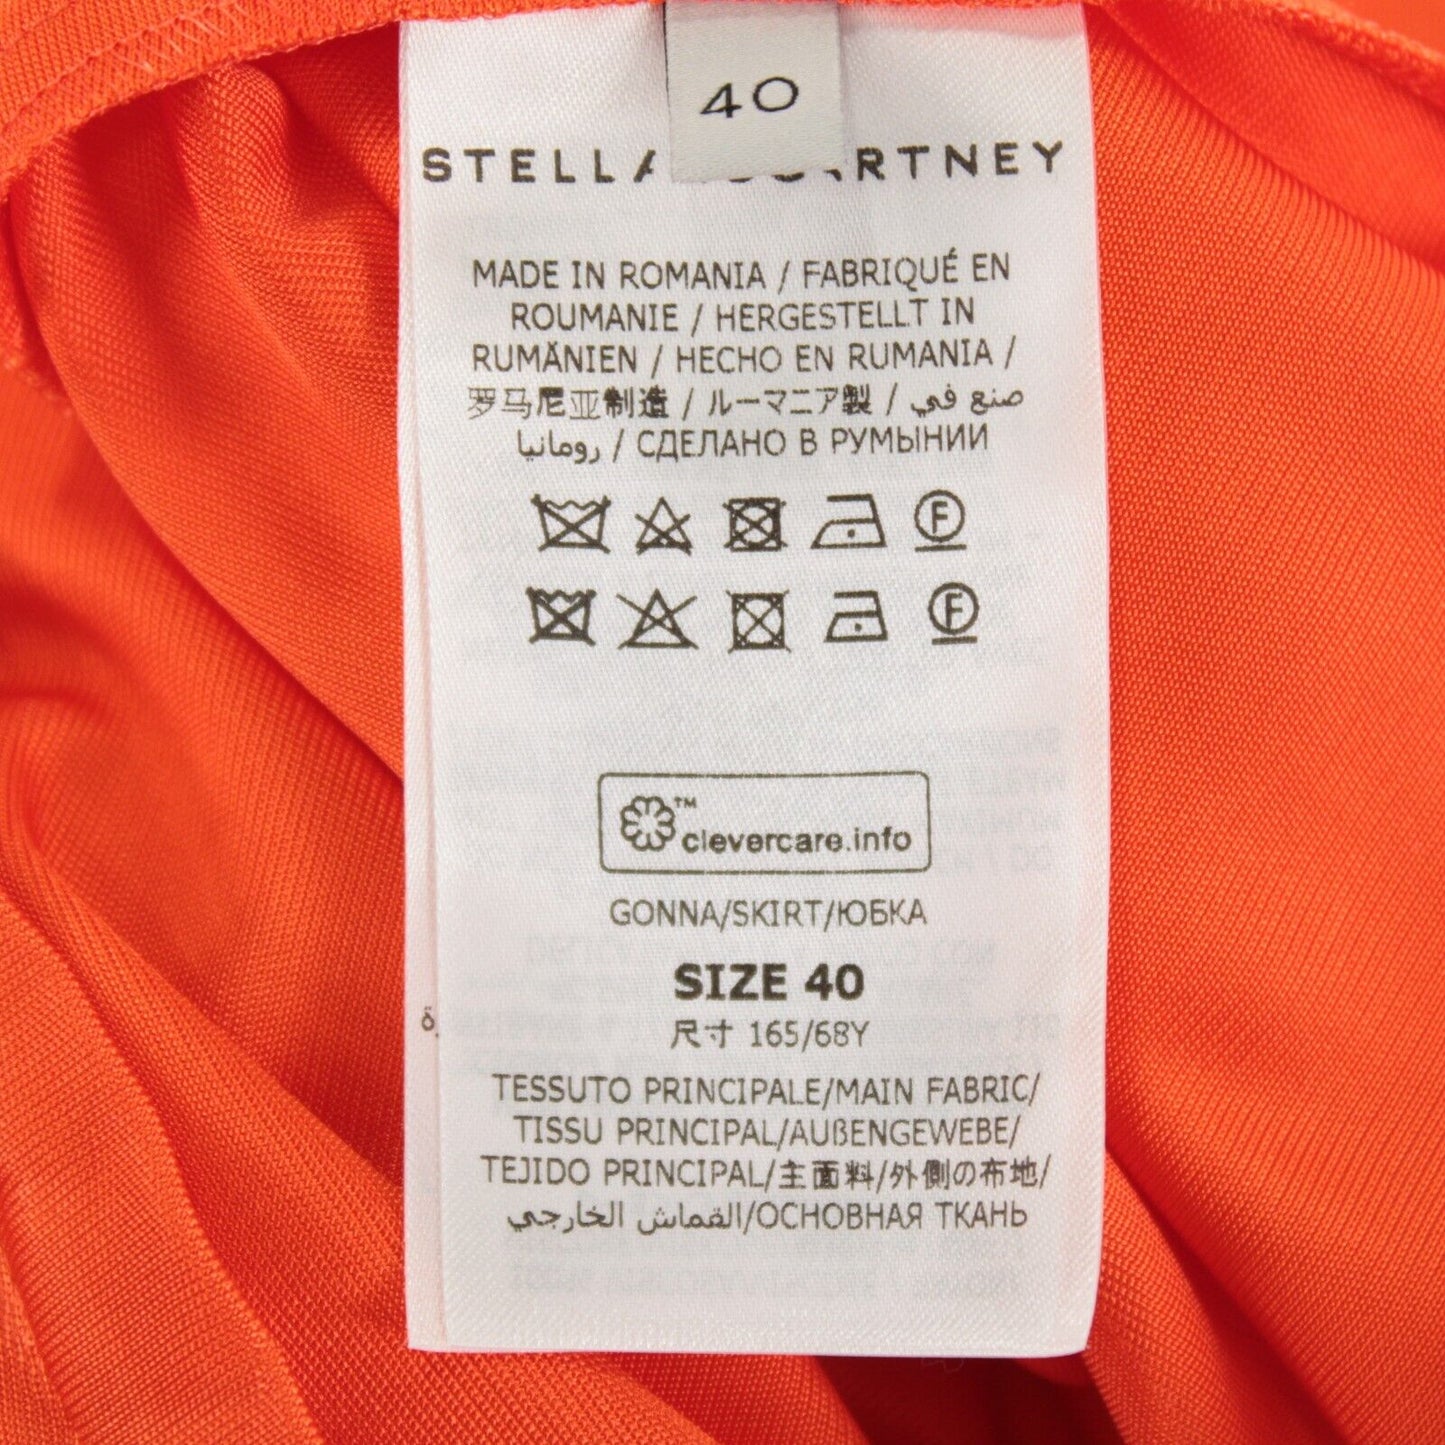 40
STELLA McCARTNEY
MADE IN ROMANIA / FABRIQUÉ EN
ROUMANIE / HERGESTELLT IN
RUMÄNIEN / HECHO EN RUMANIA /
罗马尼亚制造 / ルーマニア製 / صنع في
رومانيا / СДЕЛАНО В РУМЫНИИ
F
F
™
clevercare.info
GONNA/SKIRT/ЮБКА
SIZE 40
尺寸 165/68Y
TESSUTO PRINCIPALE/MAIN FABRIC/
TISSU PRINCIPAL/AUßENGEWEBE/
TEJIDO PRINCIPAL/主面料/外側の布地/
القماش الخارجي/ОСНОВНАЯ ТКАНЬ